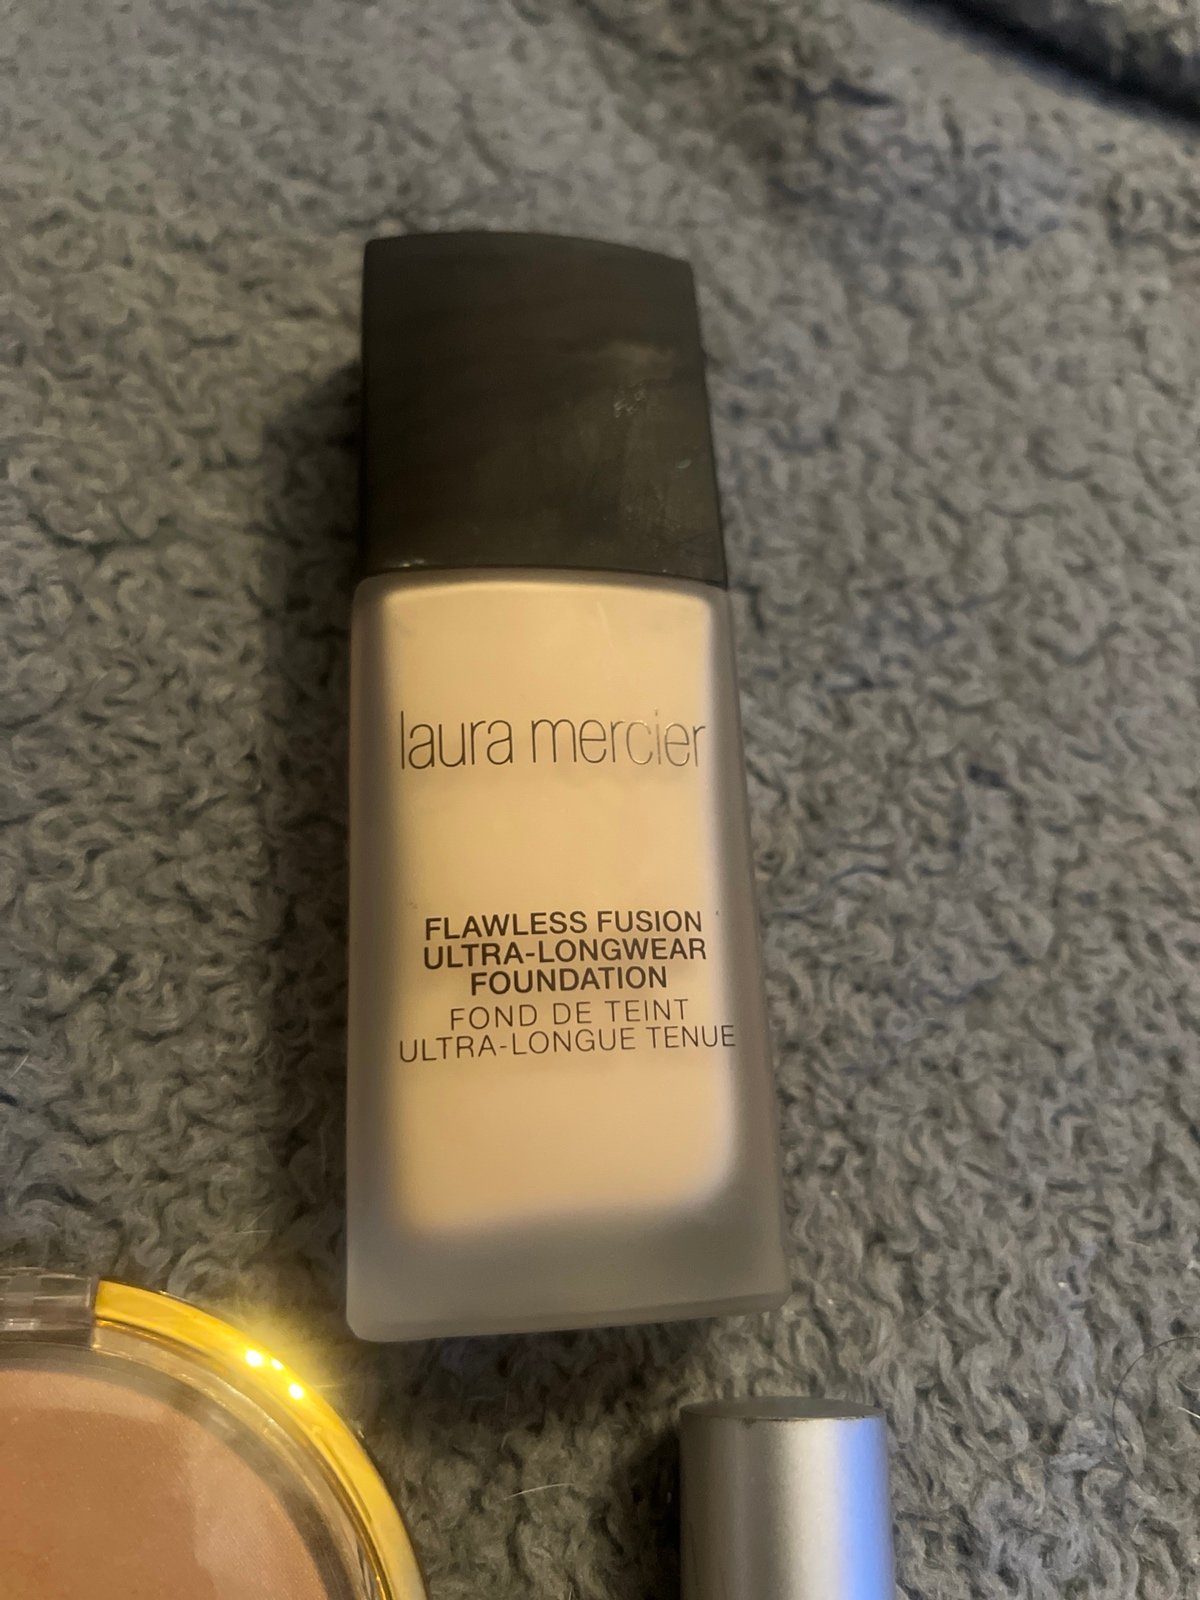 laura mercier
FLAWLESS FUSION
ULTRA-LONGWEAR
FOUNDATION
FOND DE TEINT
ULTRA-LONGUE TENUE